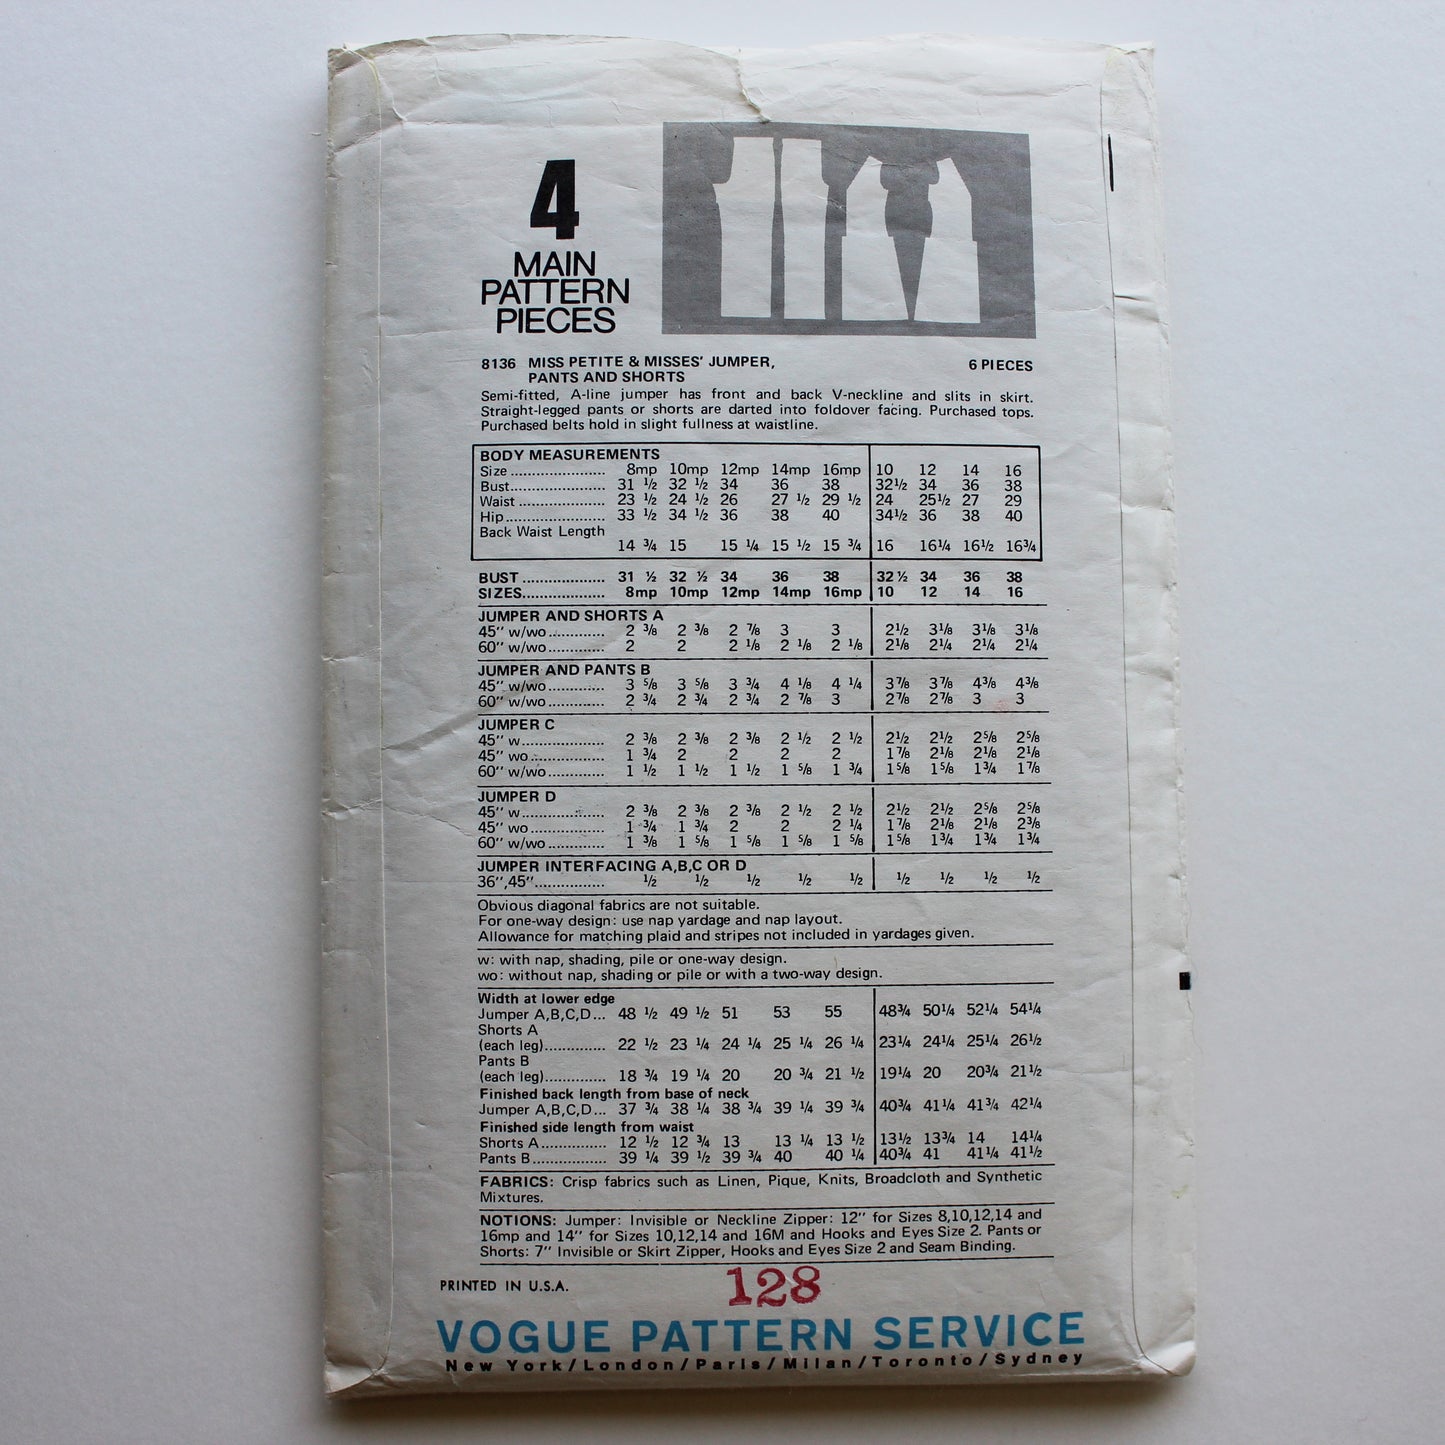 4
MAIN
PATTERN
PIECES
8136 MISS PETITE & MISSES' JUMPER, 6 PIECES
PANTS AND SHORTS
Semi-fitted, A-line jumper has front and back V-neckline and slits in skirt.
Straight-legged pants or shorts are darted into foldover facing. Purchased tops.
Purchased belts hold in slight fullness at waistline.
BODY MEASUREMENTS
Size ...................... 8mp 10mp 12mp 14mp 16mp 10 12 14 16
Bust...................... 31 ½ 32 ½ 34 36 38 32½ 34 36 38
Waist .................... 23 ½ 24 ½ 26 27 ½ 29 ½ 24 25½ 27 29
Hip....................... 33 ½ 34 ½ 36 38 40 34½ 36 38 40
Back Waist Length
14 ¾ 15 15 ¼ 15 ½ 15 ¾ 16 16¼ 16½ 16¾
BUST .................... 31 ½ 32 ½ 34 36 38 32 ½ 34 36 38
SIZES.................... 8mp 10mp 12mp 14mp 16mp 10 12 14 16
JUMPER AND SHORTS A
45'' w/wo ............. 2 ⅜ 2 ⅜ 2 ⅞ 3 3 2½ 3⅛ 3⅛ 3⅛
60'' w/wo ............. 2 2 2 ⅛ 2 ⅛ 2 ⅛ 2⅛ 2¼ 2¼ 2¼
JUMPER AND PANTS B
45'' w/wo ............. 3 ⅝ 3 ⅝ 3 ¾ 4 ⅛ 4 ¼ 3⅞ 3⅞ 4⅜ 4⅜
60'' w/wo ............. 2 ¾ 2 ¾ 2 ¾ 2 ⅞ 3 2⅞ 2⅞ 3 3
JUMPER C
45'' w.................... 2 ⅜ 2 ⅜ 2 ⅜ 2 ½ 2 ½ 2½ 2½ 2⅝ 2⅝
45'' wo ................. 1 ¾ 2 2 2 2 1⅞ 2⅛ 2⅛ 2⅛
60'' w/wo ............. 1 ½ 1 ½ 1 ½ 1 ⅝ 1 ¾ 1⅝ 1⅝ 1¾ 1⅞
JUMPER D
45'' w.................... 2 ⅜ 2 ⅜ 2 ⅜ 2 ½ 2 ½ 2½ 2½ 2⅝ 2⅝
45'' wo ................. 1 ¾ 1 ¾ 2 2 2 ¼ 1⅞ 2⅛ 2⅛ 2⅜
60'' w/wo ............. 1 ⅜ 1 ⅝ 1 ⅝ 1 ⅝ 1 ⅝ 1⅝ 1¾ 1¾ 1¾
JUMPER INTERFACING A,B,C OR D
36'',45''................. ½ ½ ½ ½ ½ ½ ½ ½ ½
Obvious diagonal fabrics are not suitable.
For one-way design: use nap yardage and nap layout.
Allowance for matching plaid and stripes not included in yardages given.
w: with nap, shading, pile or one-way design.
wo: without nap, shading or pile or with a two-way design.
Width at lower edge
Jumper A,B,C,D... 48 ½ 49 ½ 51 53 55 48¾ 50¼ 52¼ 54¼
Shorts A
(each leg).............. 22 ½ 23 ¼ 24 ¼ 25 ¼ 26 ¼ 23¼ 24¼ 25¼ 26½
Pants B
(each leg).............. 18 ¾ 19 ¼ 20 20 ¾ 21 ½ 19¼ 20 20¾ 21½
Finished back length from base of neck
Jumper A,B,C,D... 37 ¾ 38 ¼ 38 ¾ 39 ¼ 39 ¾ 40¾ 41¼ 41¾ 42¼
Finished side length from waist
Shorts A............... 12 ½ 12 ¾ 13 13 ¼ 13 ½ 13½ 13¾ 14 14¼
Pants B................. 39 ¼ 39 ½ 39 ¾ 40 40 ¼ 40¾ 41 41¼ 41½
FABRICS: Crisp fabrics such as Linen, Pique, Knits, Broadcloth and Synthetic
Mixtures.
NOTIONS: Jumper: Invisible or Neckline Zipper: 12'' for Sizes 8,10,12,14 and
16mp and 14'' for Sizes 10,12,14 and 16M and Hooks and Eyes Size 2. Pants or
Shorts: 7'' Invisible or Skirt Zipper, Hooks and Eyes Size 2 and Seam Binding.
PRINTED IN U.S.A. 128
VOGUE PATTERN SERVICE
New York/London/Paris/Milan/Toronto/Sydney